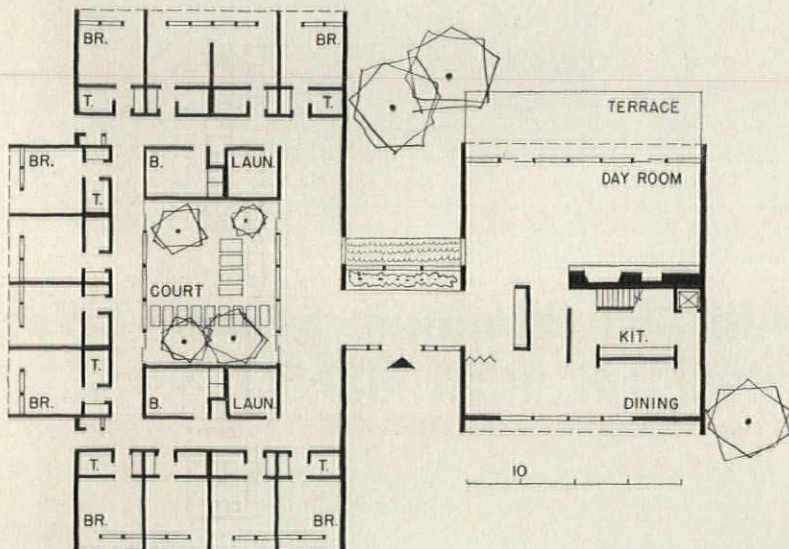 BR.
BR.
T.
T.
TERRACE
BR.
B.
LAUN.
DAY ROOM
T.
COURT
KIT.
T.
BR.
B.
LAUN.
DINING
T.
T.
10
BR.
BR.